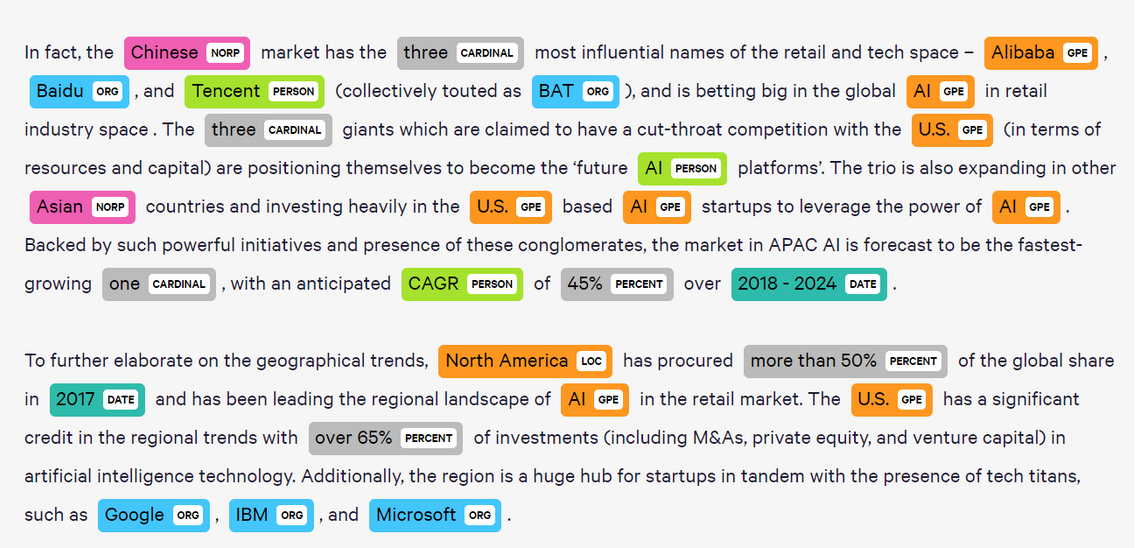 In fact, the Chinese NORP market has the three CARDINAL most influential names of the retail and tech space – Alibaba GPE ,
Baidu ORG , and Tencent PERSON (collectively touted as BAT ORG ), and is betting big in the global AI GPE in retail
industry space . The three CARDINAL giants which are claimed to have a cut-throat competition with the U.S. GPE (in terms of
resources and capital) are positioning themselves to become the ‘future AI PERSON platforms’. The trio is also expanding in other
Asian NORP countries and investing heavily in the U.S. GPE based AI GPE startups to leverage the power of AI GPE .
Backed by such powerful initiatives and presence of these conglomerates, the market in APAC AI is forecast to be the fastest-
growing one CARDINAL , with an anticipated CAGR PERSON of 45% PERCENT over 2018 - 2024 DATE .
To further elaborate on the geographical trends, North America LOC has procured more than 50% PERCENT of the global share
in 2017 DATE and has been leading the regional landscape of AI GPE in the retail market. The U.S. GPE has a significant
credit in the regional trends with over 65% PERCENT of investments (including M&As, private equity, and venture capital) in
artificial intelligence technology. Additionally, the region is a huge hub for startups in tandem with the presence of tech titans,
such as Google ORG , IBM ORG , and Microsoft ORG .